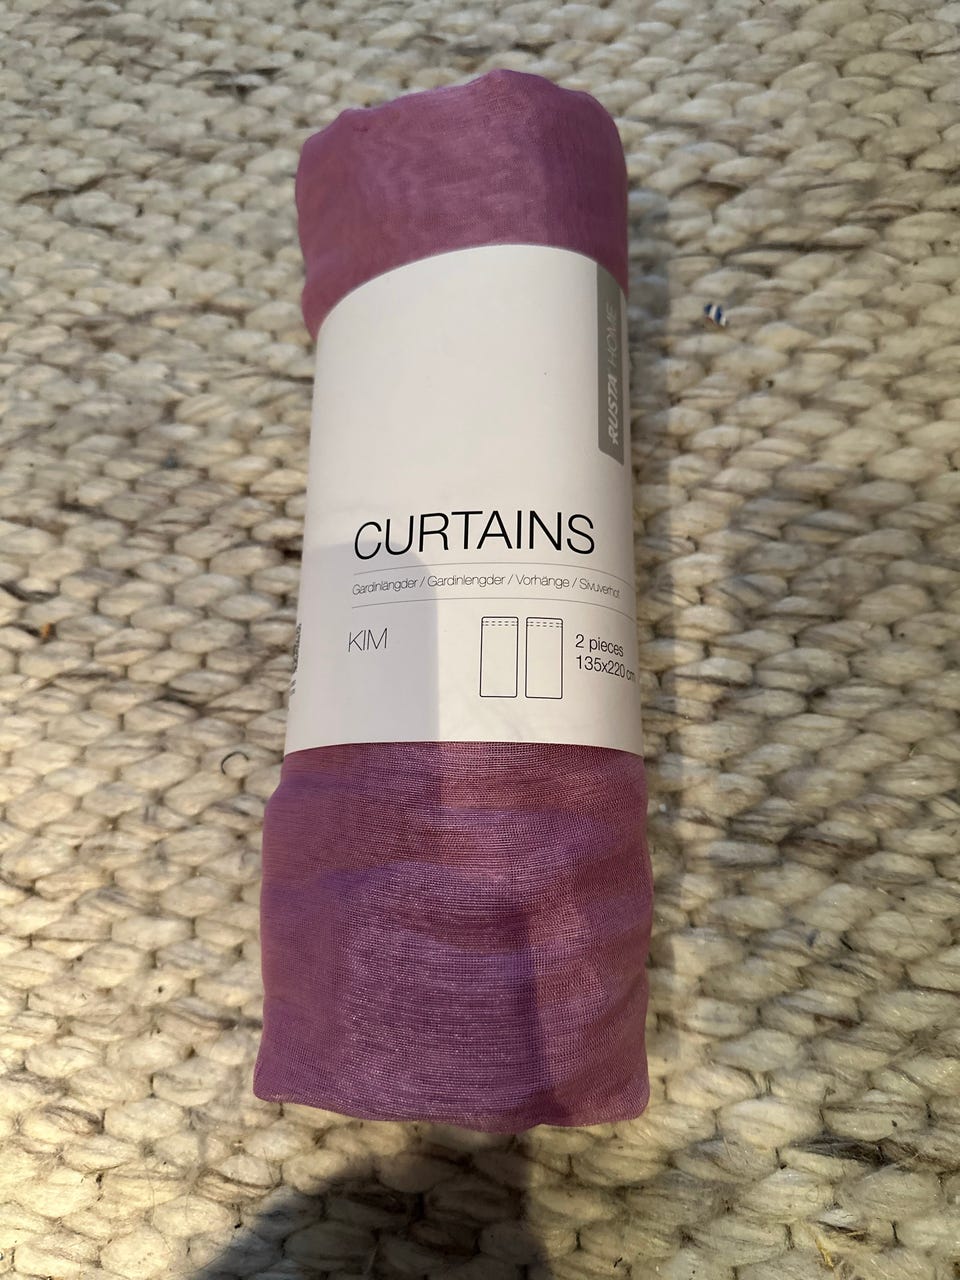 RUSTA HOME
CURTAINS
Gardinlängder / Gardinlengder / Vorhänge / Sivuverhot
KIM
2 pieces
135x220 cm